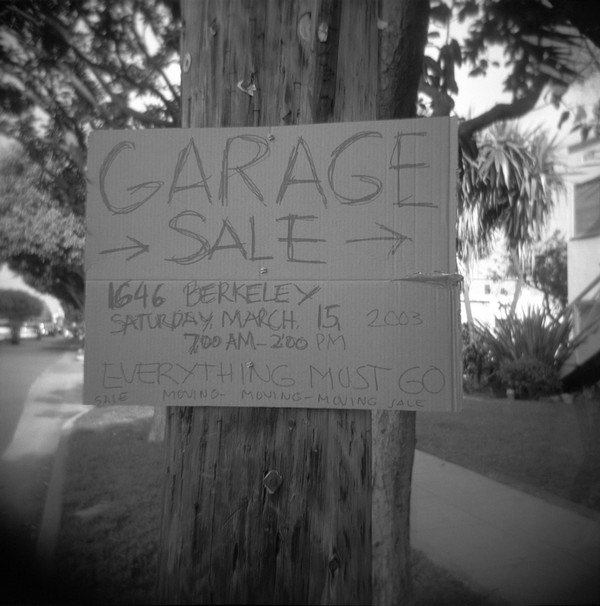 GARAGE
→ SALE →
1646 BERKELEY
SATURDAY, MARCH, 15, 2003
7:00 AM-2:00 PM
EVERYTHING MUST GO
SALE MOVING- MOVING-MOVING SALE